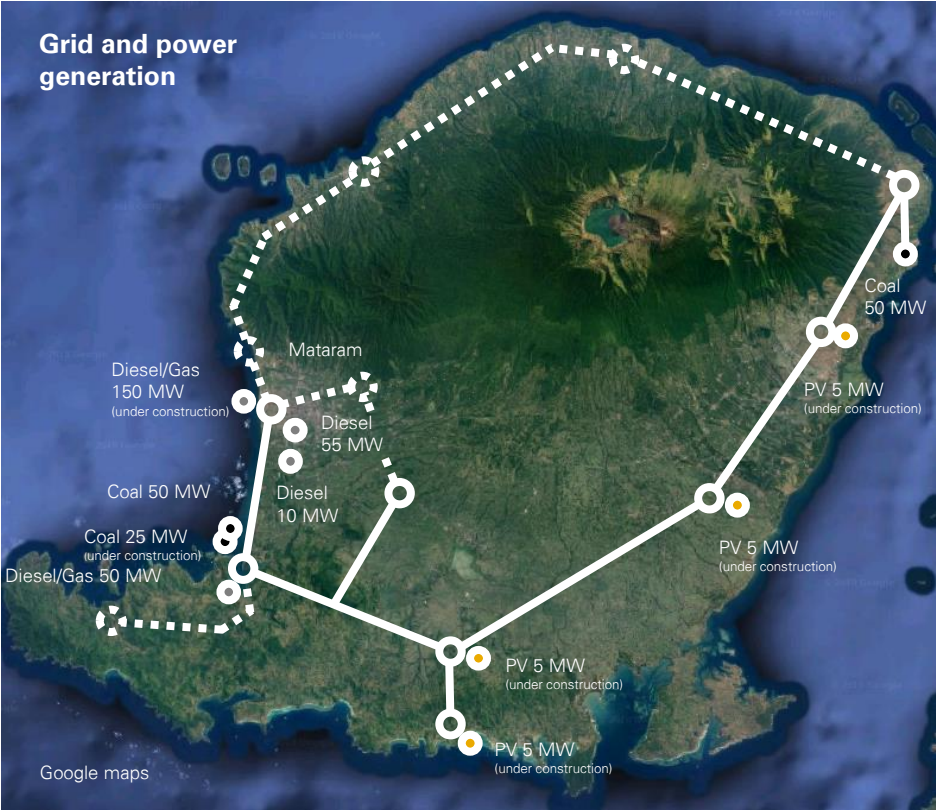 Grid and power
generation
Mataram
Diesel/Gas
150 MW
(under construction)
Coal
50 MW
PV 5 MW
(under construction)
Diesel
55 MW
Coal 50 MW
Diesel
10 MW
Coal 25 MW
(under construction)
Diesel/Gas 50 MW
PV 5 MW
(under construction)
PV 5 MW
(under construction)
PV 5 MW
(under construction)
Google maps